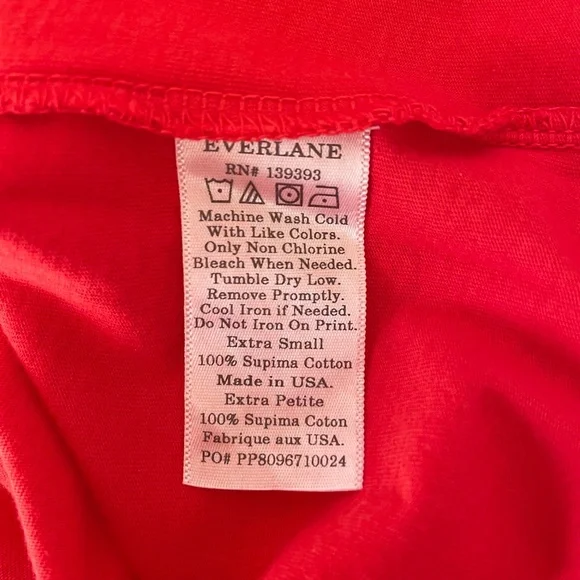 EVERLANE
RN# 139393
Machine Wash Cold
With Like Colors.
Only Non Chlorine
Bleach When Needed.
Tumble Dry Low.
Remove Promptly.
Cool Iron if Needed.
Do Not Iron on Print.
Extra Small
100% Supima Cotton
Made in USA.
Extra Petite
100% Supima Coton
Fabrique aux USA.
PO# PP8096710024